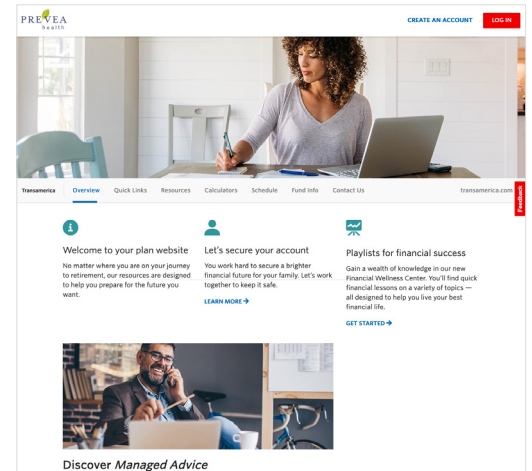 PREVEA
health
CREATE AN ACCOUNT
LOG IN
Transamerica
Overview
Quick Links
Resources
Calculators
Schedule
Fund Info
Contact Us
transamerica.com
Feedback
Welcome to your plan website
No matter where you are on your journey
to retirement, our resources are designed
to help you prepare for the future you
want.
Let's secure your account
You work hard to secure a brighter
financial future for your family. Let's work
together to keep it safe.
LEARN MORE →
Playlists for financial success
Gain a wealth of knowledge in our new
Financial Wellness Center. You'll find quick
financial lessons on a variety of topics —
all designed to help you live your best
financial life.
GET STARTED →
Discover Managed Advice